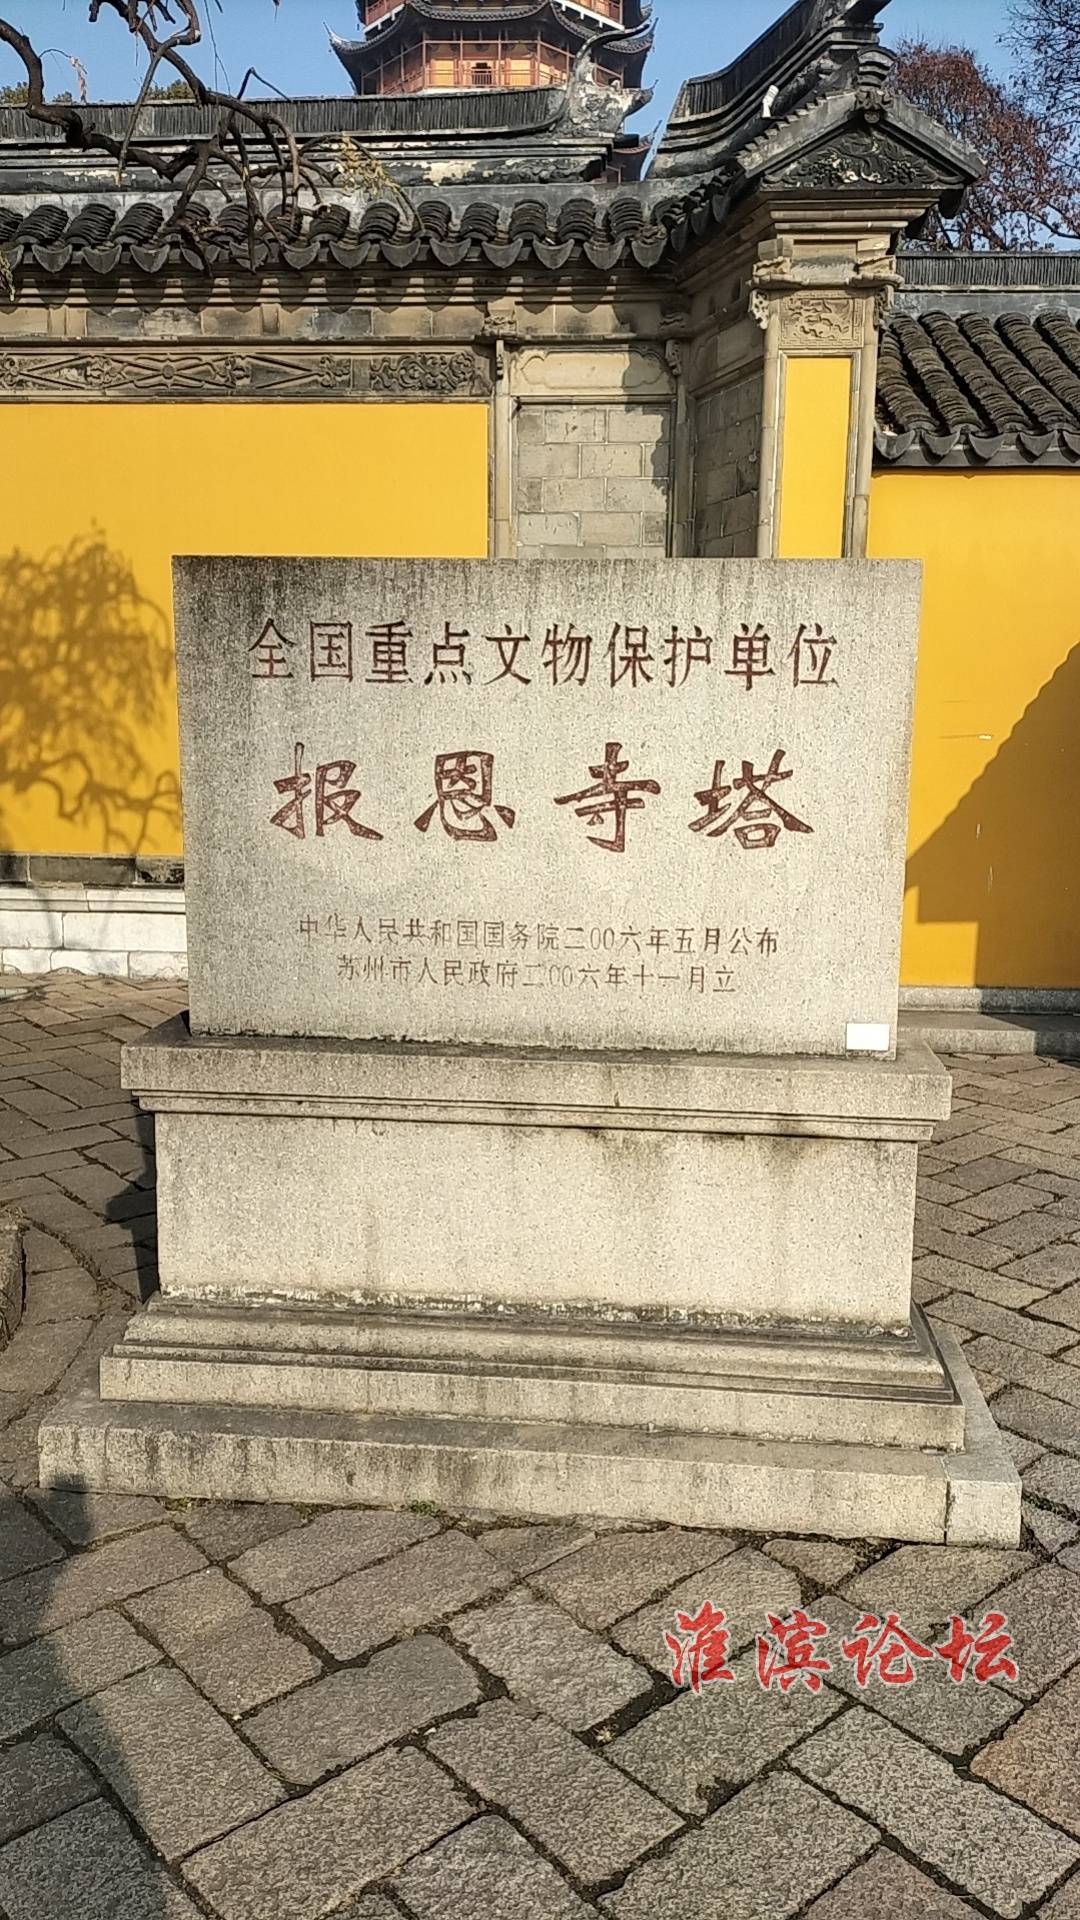 全国重点文物保护单位
报恩寺塔
中华人民共和国国务院二00六年五月公布
苏州市人民政府二00六年十一月立
淮滨论坛